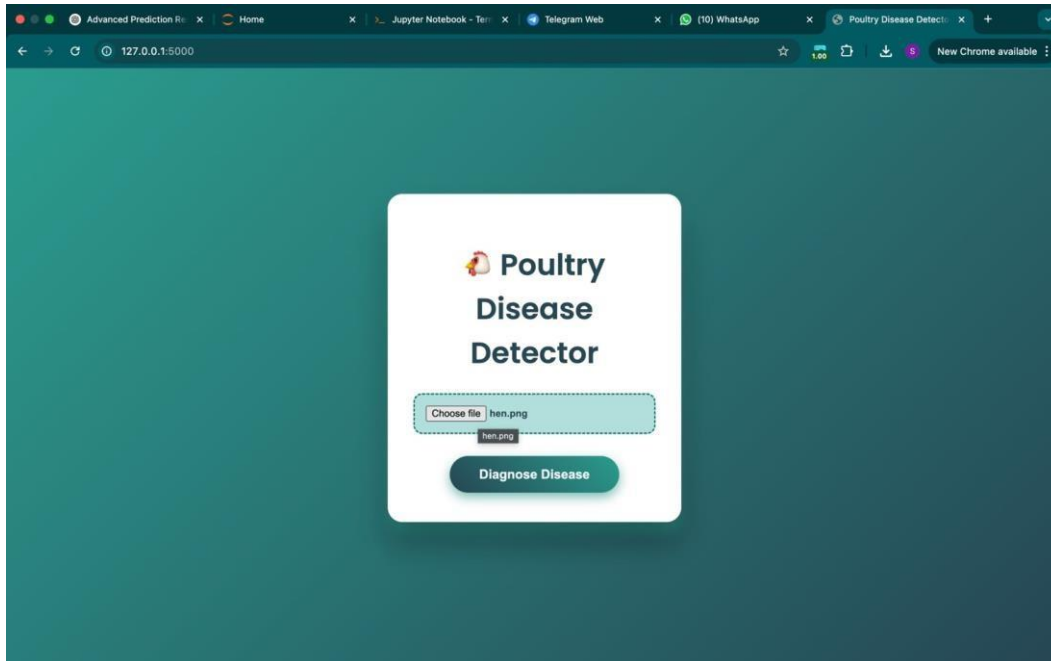 Advanced Prediction Re
Home
Jupyter Notebook - Ter
Telegram Web
(10) WhatsApp
Poultry Disease Detecto
127.0.0.1:5000
1.00
S
New Chrome available
Poultry
Disease
Detector
Choose file hen.png
hen.png
Diagnose Disease